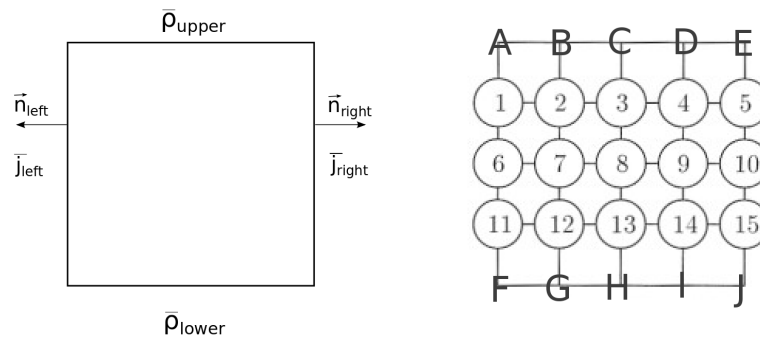 ρ̅upper
n⃗left
n⃗right
j̅left
j̅right
ρ̅lower
A B C D E
1 2 3 4 5
6 7 8 9 10
11 12 13 14 15
F G H I J